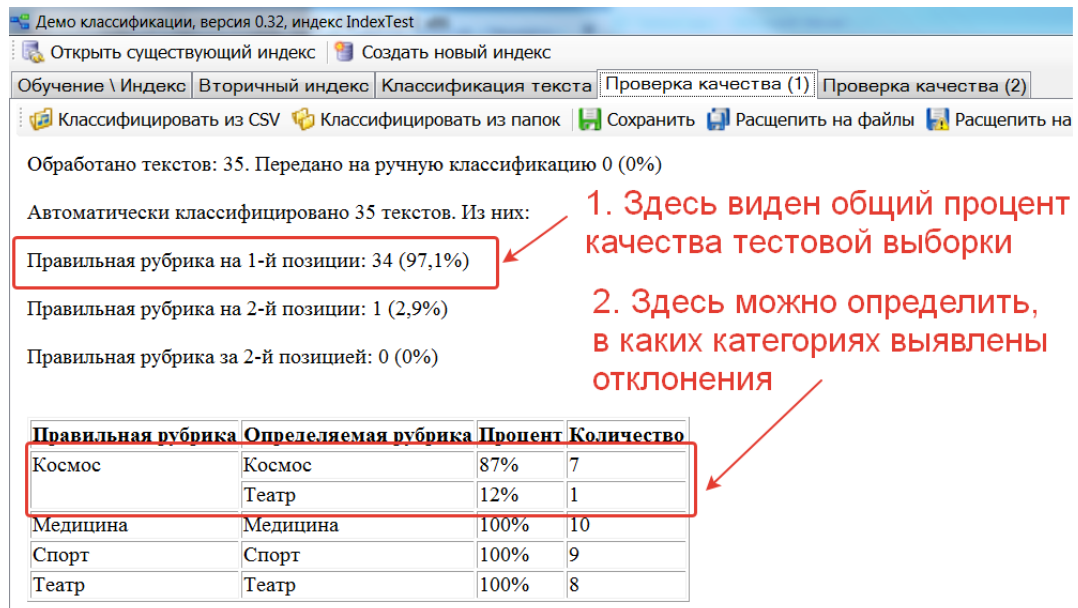 Демо классификации, версия 0.32, индекс IndexTest
Открыть существующий индекс Создать новый индекс
Обучение \ Индекс Вторичный индекс Классификация текста Проверка качества (1) Проверка качества (2)
Классифицировать из CSV Классифицировать из папок Сохранить Расщепить на файлы Расщепить на
Обработано текстов: 35. Передано на ручную классификацию 0 (0%)
Автоматически классифицировано 35 текстов. Из них:
1. Здесь виден общий процент
качества тестовой выборки
Правильная рубрика на 1-й позиции: 34 (97,1%)
Правильная рубрика на 2-й позиции: 1 (2,9%)
Правильная рубрика за 2-й позицией: 0 (0%)
2. Здесь можно определить,
в каких категориях выявлены
отклонения
Правильная рубрика Определяемая рубрика Процент Количество
Космос Космос 87% 7
Театр 12% 1
Медицина Медицина 100% 10
Спорт Спорт 100% 9
Театр Театр 100% 8